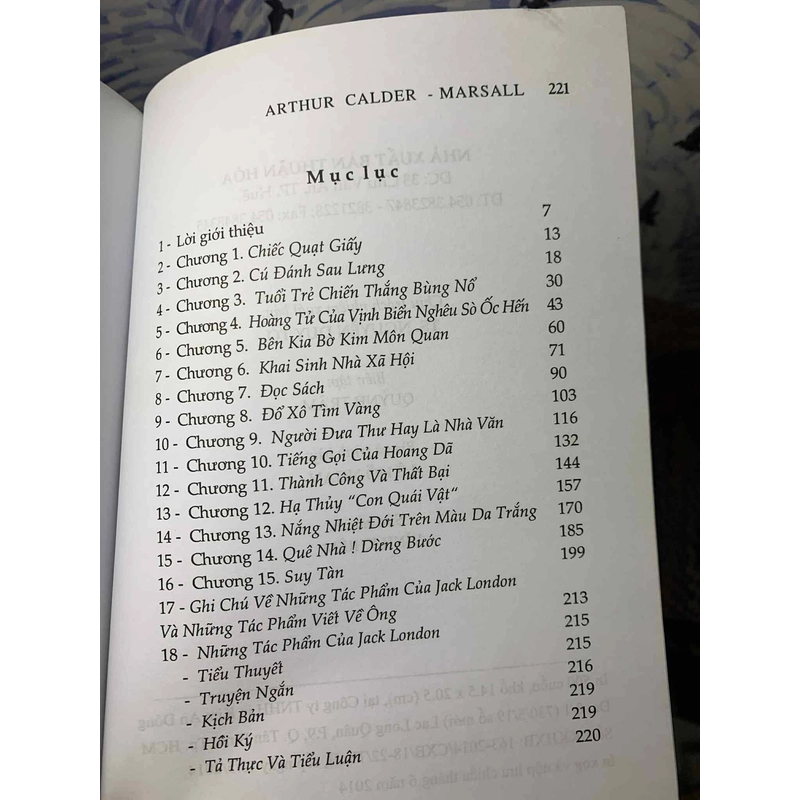 ARTHUR CALDER - MARSALL 221
Mục lục
1 - Lời giới thiệu 7
2 - Chương 1. Chiếc Quạt Giấy 13
3 - Chương 2. Cú Đánh Sau Lưng 18
4 - Chương 3. Tuổi Trẻ Chiến Thắng Bùng Nổ 30
5 - Chương 4. Hoàng Tử Của Vịnh Biển Nghêu Sò Ốc Hến 43
6 - Chương 5. Bên Kia Bờ Kim Môn Quan 60
7 - Chương 6. Khai Sinh Nhà Xã Hội 71
8 - Chương 7. Đọc Sách 90
9 - Chương 8. Đổ Xô Tìm Vàng 103
10 - Chương 9. Người Đưa Thư Hay Là Nhà Văn 116
11 - Chương 10. Tiếng Gọi Của Hoang Dã 132
12 - Chương 11. Thành Công Và Thất Bại 144
13 - Chương 12. Hạ Thủy "Con Quái Vật" 157
14 - Chương 13. Nắng Nhiệt Đới Trên Màu Da Trắng 170
15 - Chương 14. Quê Nhà ! Dừng Bước 185
16 - Chương 15. Suy Tàn 199
17 - Ghi Chú Về Những Tác Phẩm Của Jack London
Và Những Tác Phẩm Viết Về Ông 213
18 - Những Tác Phẩm Của Jack London 215
- Tiểu Thuyết 215
- Truyện Ngắn 216
- Kịch Bản 219
- Hồi Ký 219
- Tả Thực Và Tiểu Luận 220